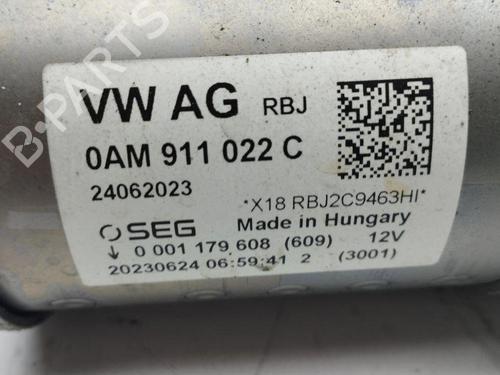 VW AG RBJ
0AM 911 022 C
24062023
*X18 RBJ2C9463HI*
SEG Made in Hungary
↓ 0 001 179 608 (609) 12V
20230624 06:59:41 2 (3001)
B-PARTS